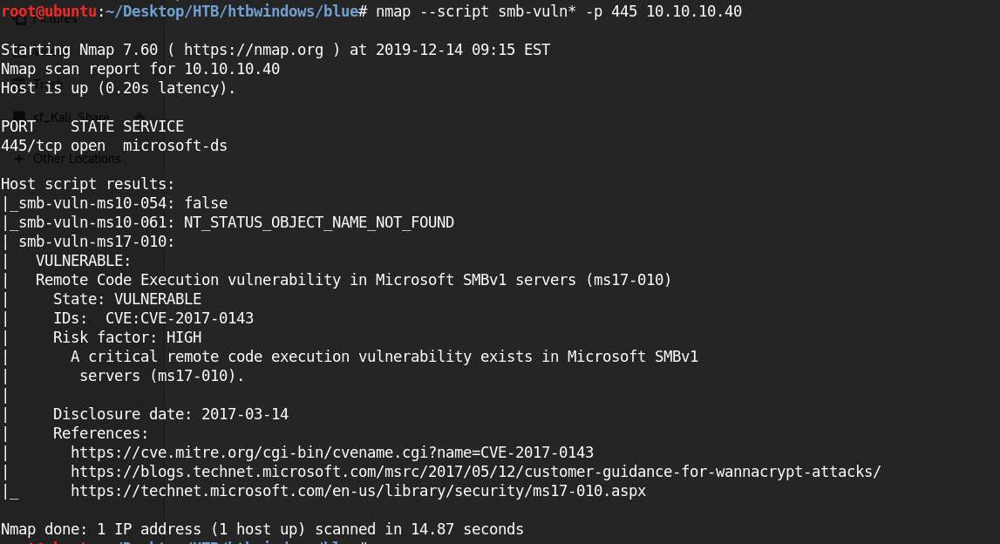 root@ubuntu:~/Desktop/HTB/htbwindows/blue# nmap --script smb-vuln* -p 445 10.10.10.40
Pictures
Starting Nmap 7.60 ( https://nmap.org ) at 2019-12-14 09:15 EST
Nmap scan report for 10.10.10.40
Host is up (0.20s latency).
Trash
sf_Kali_Share
PORT    STATE SERVICE
445/tcp open  microsoft-ds
+ Other Locations
Host script results:
|_smb-vuln-ms10-054: false
|_smb-vuln-ms10-061: NT_STATUS_OBJECT_NAME_NOT_FOUND
| smb-vuln-ms17-010:
|   VULNERABLE:
|   Remote Code Execution vulnerability in Microsoft SMBv1 servers (ms17-010)
|     State: VULNERABLE
|     IDs:  CVE:CVE-2017-0143
|     Risk factor: HIGH
|       A critical remote code execution vulnerability exists in Microsoft SMBv1
|        servers (ms17-010).
|
|     Disclosure date: 2017-03-14
|     References:
|       https://cve.mitre.org/cgi-bin/cvename.cgi?name=CVE-2017-0143
|       https://blogs.technet.microsoft.com/msrc/2017/05/12/customer-guidance-for-wannacrypt-attacks/
|_      https://technet.microsoft.com/en-us/library/security/ms17-010.aspx
Nmap done: 1 IP address (1 host up) scanned in 14.87 seconds